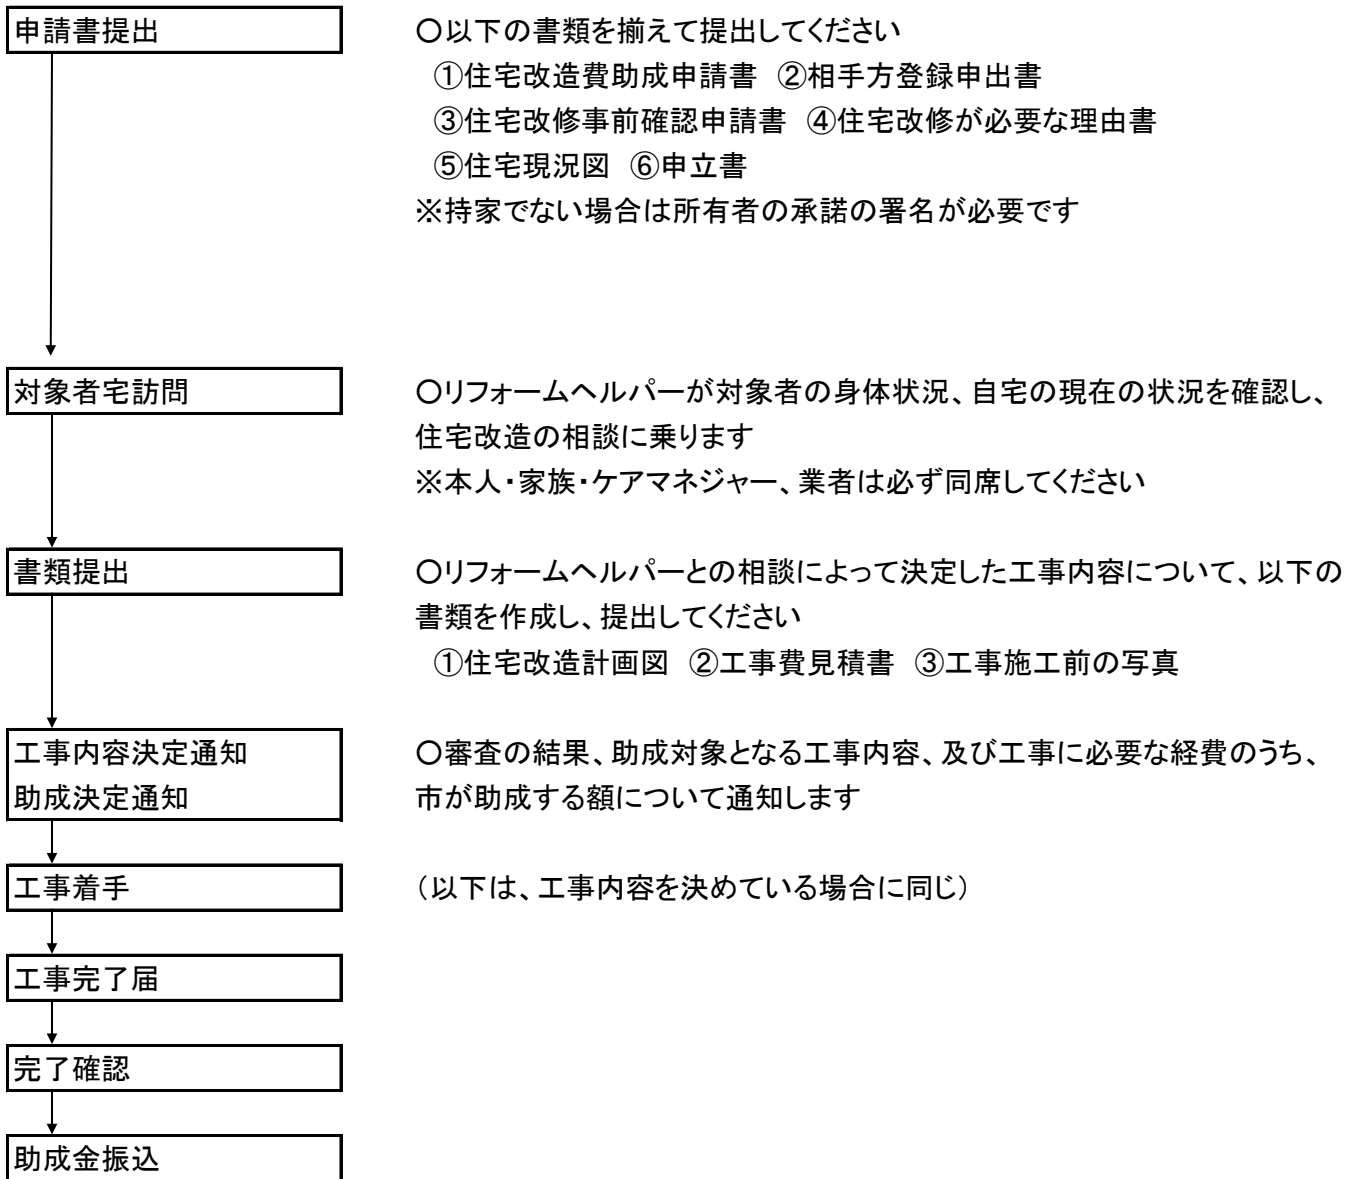 申請書提出
○以下の書類を揃えて提出してください
①住宅改造費助成申請書 ②相手方登録申出書
③住宅改修事前確認申請書 ④住宅改修が必要な理由書
⑤住宅現況図 ⑥申立書
※持家でない場合は所有者の承諾の署名が必要です
対象者宅訪問
○リフォームヘルパーが対象者の身体状況、自宅の現在の状況を確認し、
住宅改造の相談に乗ります
※本人・家族・ケアマネジャー、業者は必ず同席してください
書類提出
○リフォームヘルパーとの相談によって決定した工事内容について、以下の
書類を作成し、提出してください
①住宅改造計画図 ②工事費見積書 ③工事施工前の写真
工事内容決定通知
助成決定通知
○審査の結果、助成対象となる工事内容、及び工事に必要な経費のうち、
市が助成する額について通知します
工事着手
（以下は、工事内容を決めている場合に同じ）
工事完了届
完了確認
助成金振込